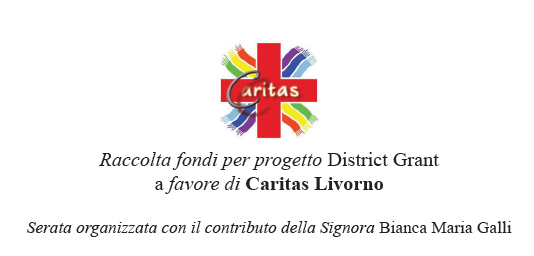 Caritas
Raccolta fondi per progetto District Grant
a favore di Caritas Livorno
Serata organizzata con il contributo della Signora Bianca Maria Galli